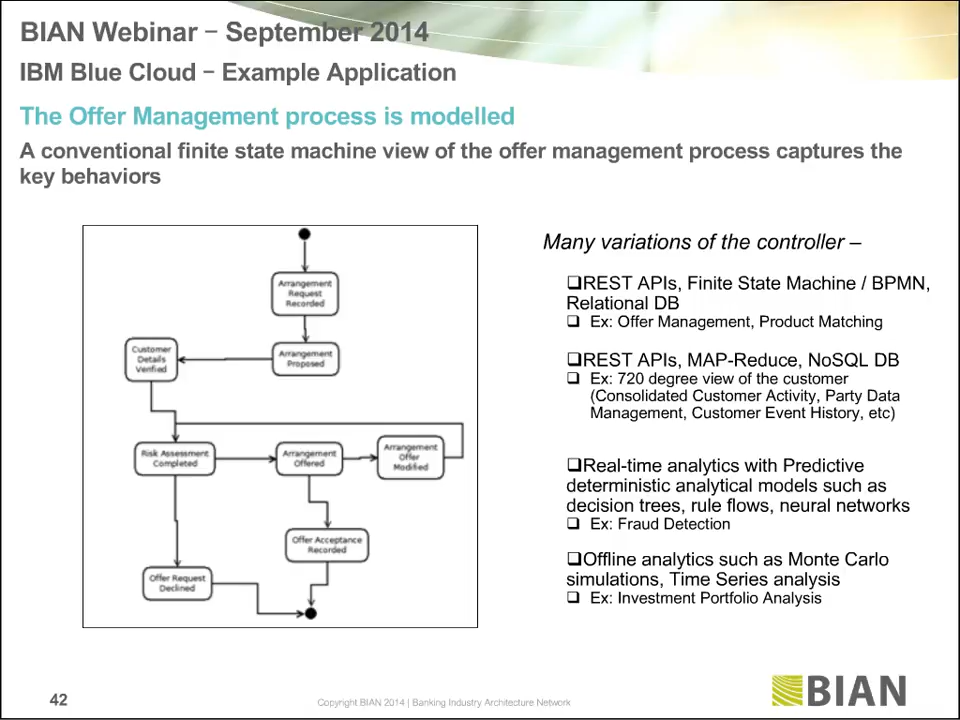 BIAN Webinar – September 2014
IBM Blue Cloud – Example Application
The Offer Management process is modelled
A conventional finite state machine view of the offer management process captures the
key behaviors
Arrangement
Request
Recorded
Customer
Details
Verified
Arrangement
Proposed
Risk Assessment
Completed
Arrangement
Offered
Arrangement
Offer
Modified
Offer Acceptance
Recorded
Offer Request
Declined
Many variations of the controller –
❑REST APIs, Finite State Machine / BPMN,
Relational DB
❑ Ex: Offer Management, Product Matching
❑REST APIs, MAP-Reduce, NoSQL DB
❑ Ex: 720 degree view of the customer
(Consolidated Customer Activity, Party Data
Management, Customer Event History, etc)
❑Real-time analytics with Predictive
deterministic analytical models such as
decision trees, rule flows, neural networks
❑ Ex: Fraud Detection
❑Offline analytics such as Monte Carlo
simulations, Time Series analysis
❑ Ex: Investment Portfolio Analysis
42
Copyright BIAN 2014 | Banking Industry Architecture Network
BIAN